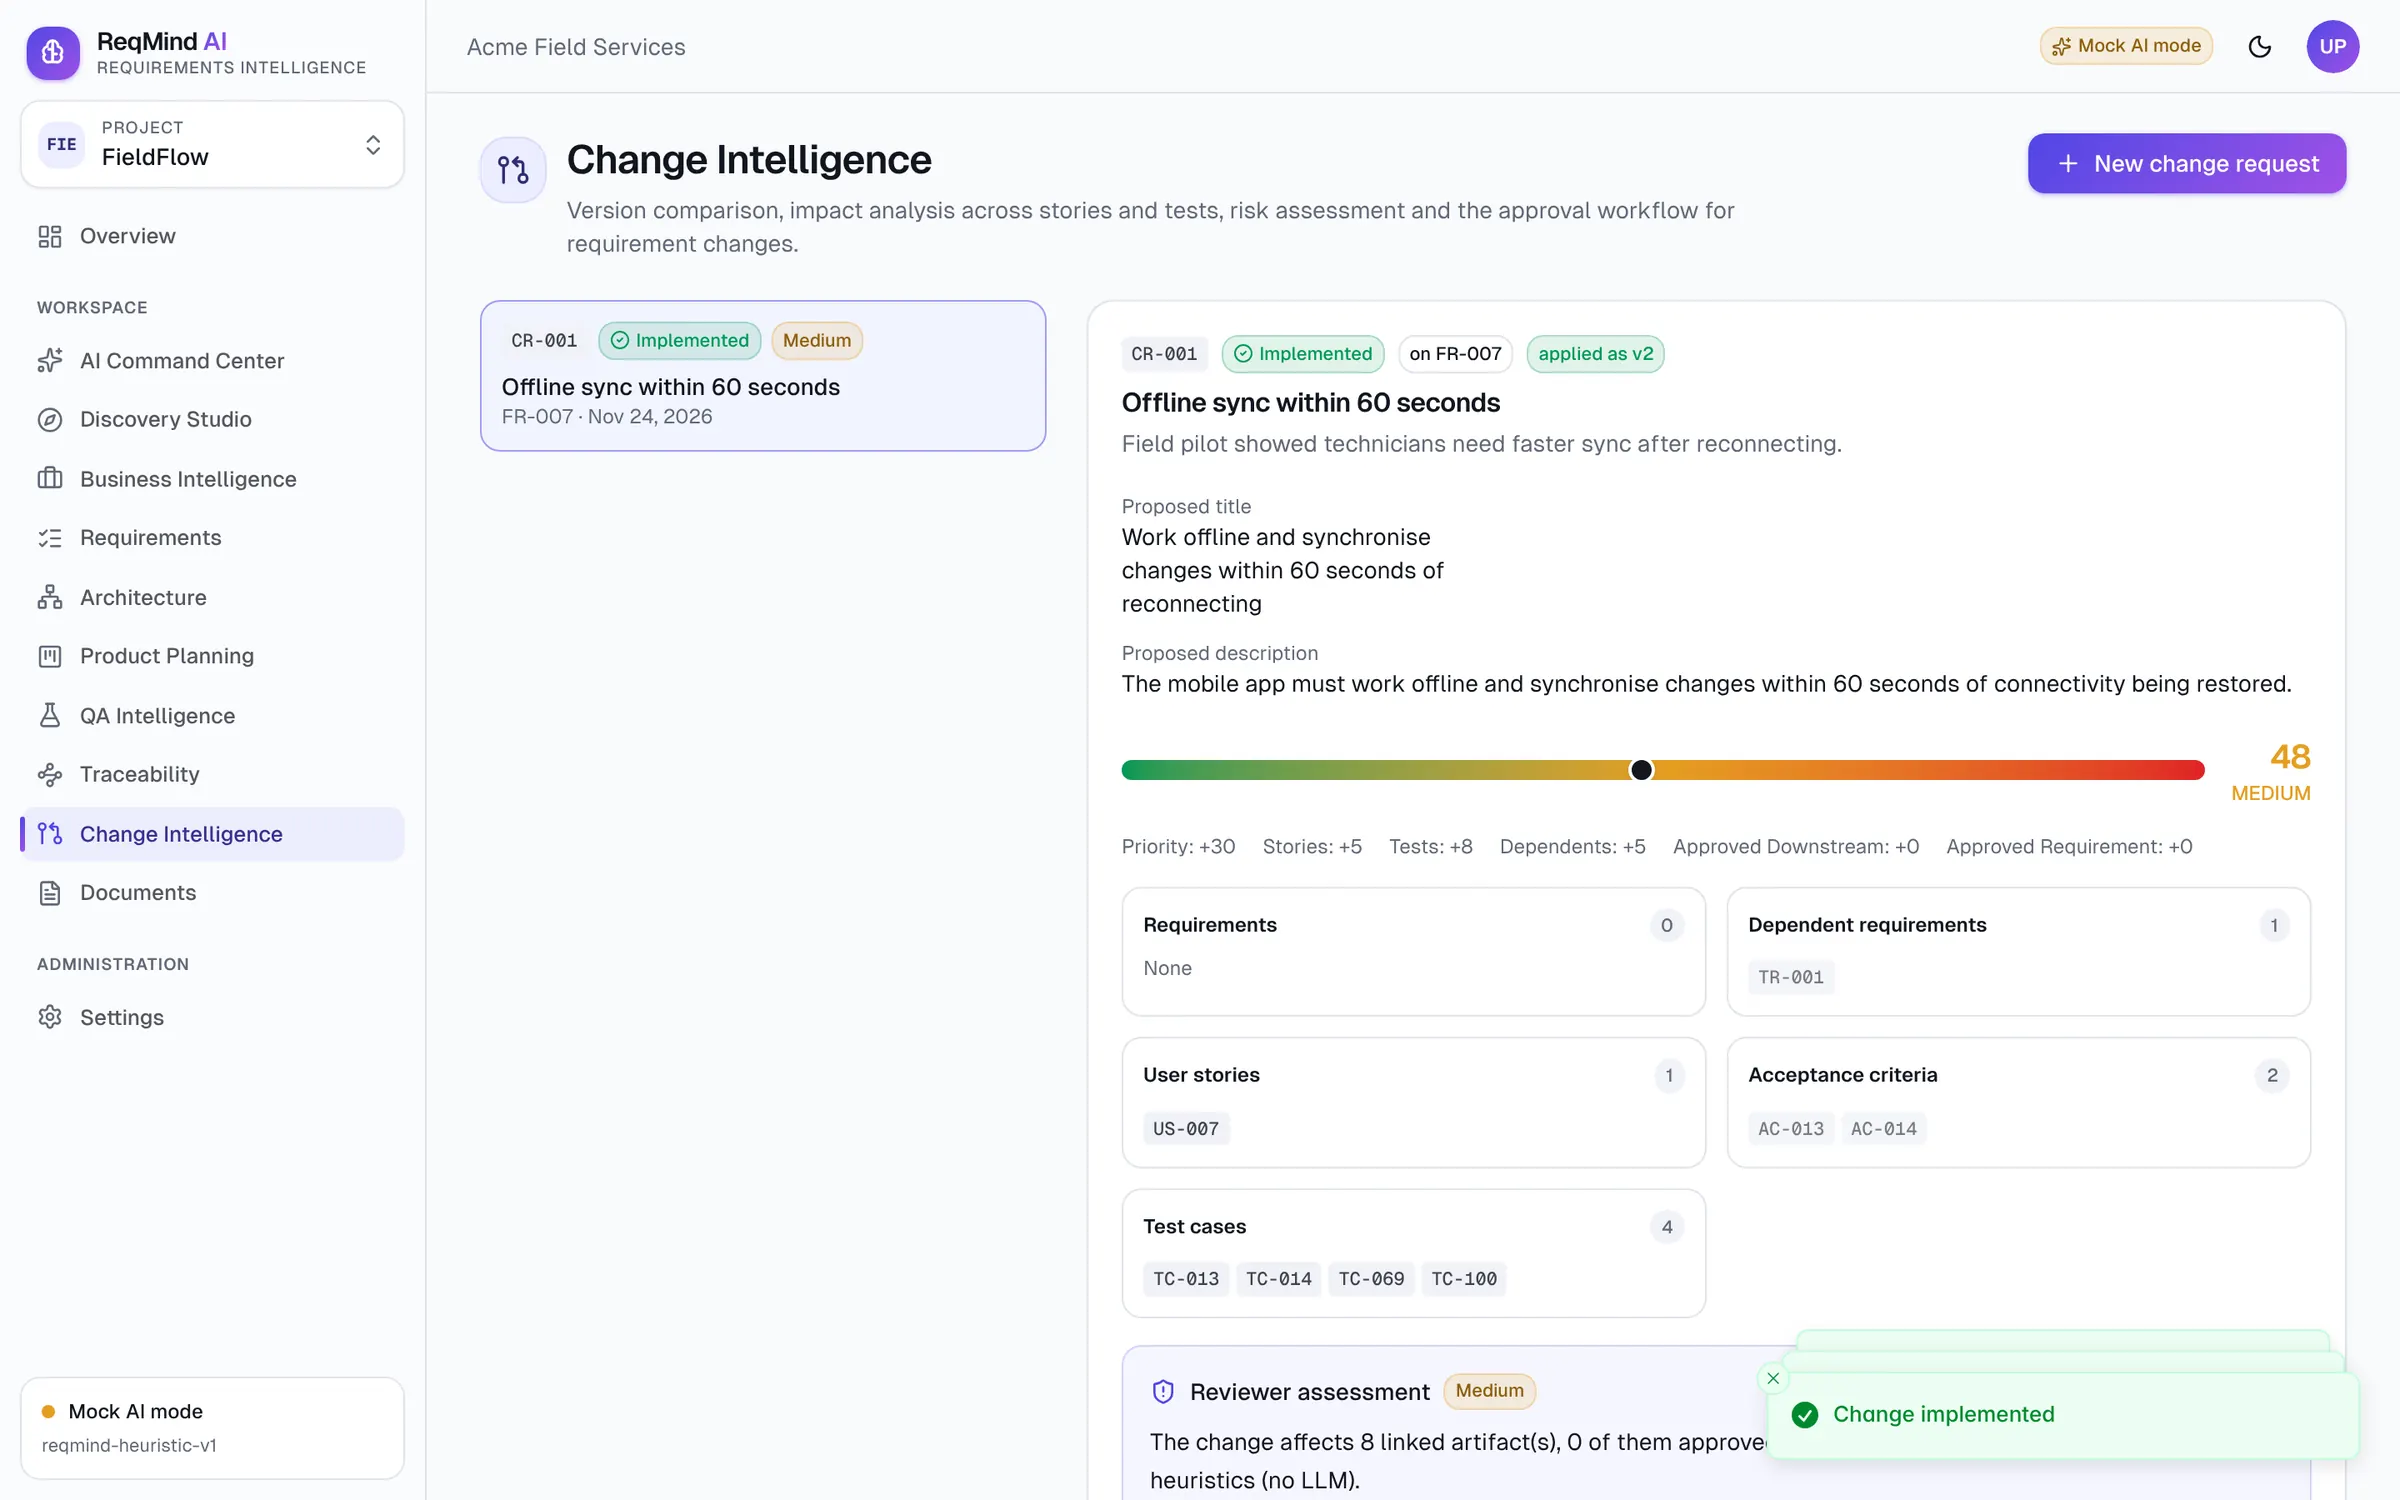 ReqMind AI
REQUIREMENTS INTELLIGENCE
FIE
PROJECT
FieldFlow
Overview
WORKSPACE
AI Command Center
Discovery Studio
Business Intelligence
Requirements
Architecture
Product Planning
QA Intelligence
Traceability
Change Intelligence
Documents
ADMINISTRATION
Settings
Mock AI mode
reqmind-heuristic-v1
Acme Field Services
Mock AI mode
UP
Change Intelligence
Version comparison, impact analysis across stories and tests, risk assessment and the approval workflow for
requirement changes.
New change request
CR-001 Implemented Medium
Offline sync within 60 seconds
FR-007 · Nov 24, 2026
CR-001 Implemented on FR-007 applied as v2
Offline sync within 60 seconds
Field pilot showed technicians need faster sync after reconnecting.
Proposed title
Work offline and synchronise
changes within 60 seconds of
reconnecting
Proposed description
The mobile app must work offline and synchronise changes within 60 seconds of connectivity being restored.
48
MEDIUM
Priority: +30 Stories: +5 Tests: +8 Dependents: +5 Approved Downstream: +0 Approved Requirement: +0
Requirements 0
None
Dependent requirements 1
TR-001
User stories 1
US-007
Acceptance criteria 2
AC-013 AC-014
Test cases 4
TC-013 TC-014 TC-069 TC-100
Reviewer assessment Medium
The change affects 8 linked artifact(s), 0 of them approve
heuristics (no LLM).
Change implemented